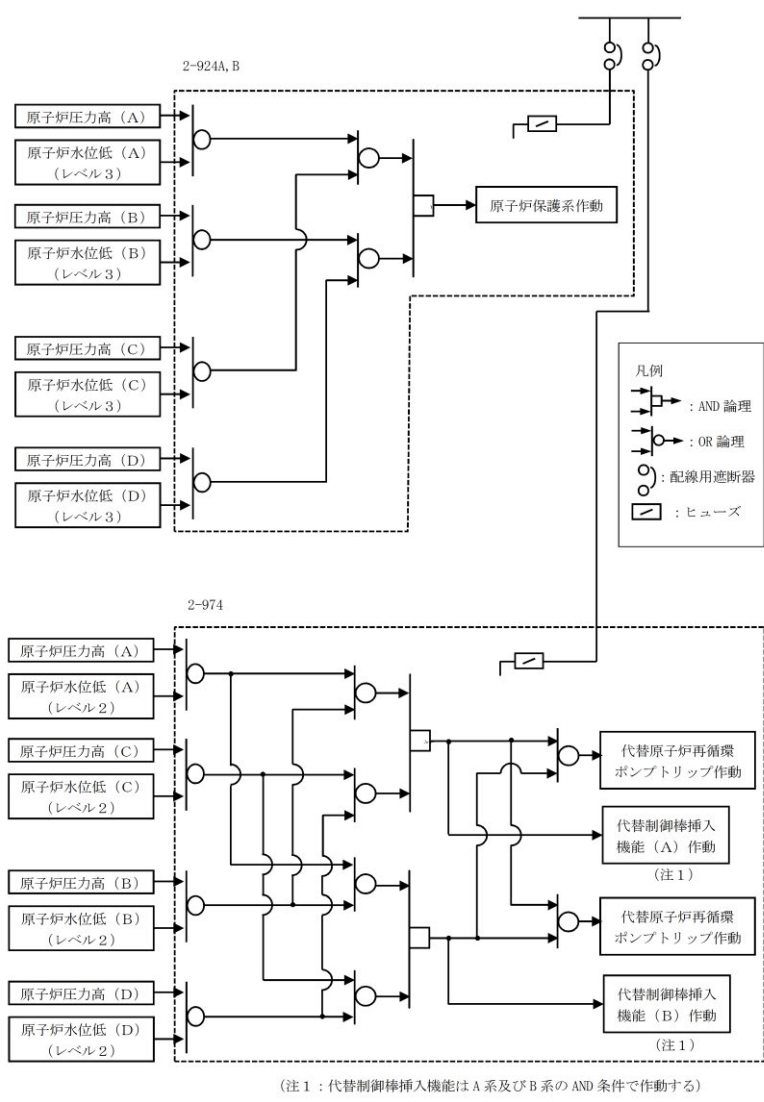 2-924A,B
原子炉圧力高（A）
原子炉水位低（A）
（レベル3）
原子炉圧力高（B）
原子炉水位低（B）
（レベル3）
原子炉圧力高（C）
原子炉水位低（C）
（レベル3）
原子炉圧力高（D）
原子炉水位低（D）
（レベル3）
原子炉保護系作動
凡例
：AND 論理
：OR 論理
：配線用遮断器
：ヒューズ
2-974
原子炉圧力高（A）
原子炉水位低（A）
（レベル2）
原子炉圧力高（C）
原子炉水位低（C）
（レベル2）
原子炉圧力高（B）
原子炉水位低（B）
（レベル2）
原子炉圧力高（D）
原子炉水位低（D）
（レベル2）
代替原子炉再循環
ポンプトリップ作動
代替制御棒挿入
機能（A）作動
（注1）
代替原子炉再循環
ポンプトリップ作動
代替制御棒挿入
機能（B）作動
（注1）
（注1：代替制御棒挿入機能は A 系及び B 系の AND 条件で作動する）